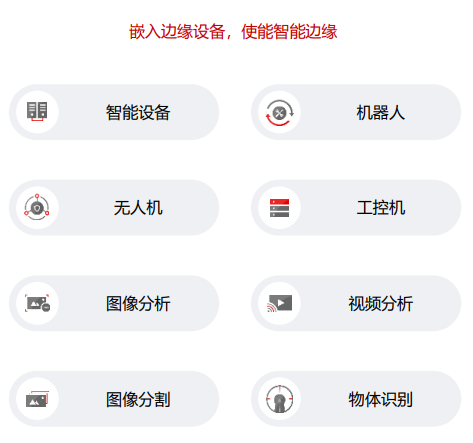 嵌入边缘设备，使能智能边缘
智能设备
机器人
无人机
工控机
图像分析
视频分析
图像分割
物体识别